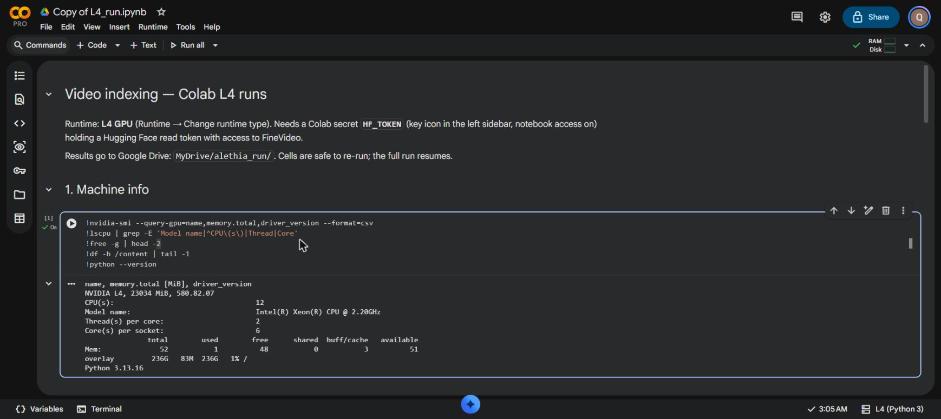 CO
PRO
Copy of L4_run.ipynb
File Edit View Insert Runtime Tools Help
Share
Q
Commands + Code + Text Run all
RAM
Disk
Video indexing — Colab L4 runs
Runtime: L4 GPU (Runtime → Change runtime type). Needs a Colab secret HF_TOKEN (key icon in the left sidebar, notebook access on)
holding a Hugging Face read token with access to FineVideo.
Results go to Google Drive: MyDrive/alethia_run/. Cells are safe to re-run; the full run resumes.
1. Machine info
[1]
0s
!nvidia-smi --query-gpu=name,memory.total,driver_version --format=csv
!lscpu | grep -E 'Model name|^CPU\(s\)|Thread|Core'
!free -g | head -2
!df -h /content | tail -1
!python --version
name, memory.total [MiB], driver_version
NVIDIA L4, 23034 MiB, 580.82.07
CPU(s): 12
Model name: Intel(R) Xeon(R) CPU @ 2.20GHz
Thread(s) per core: 2
Core(s) per socket: 6
total used free shared buff/cache available
Mem: 52 1 48 0 3 51
overlay 236G 83M 236G 1% /
Python 3.13.16
Variables Terminal
3:05 AM L4 (Python 3)